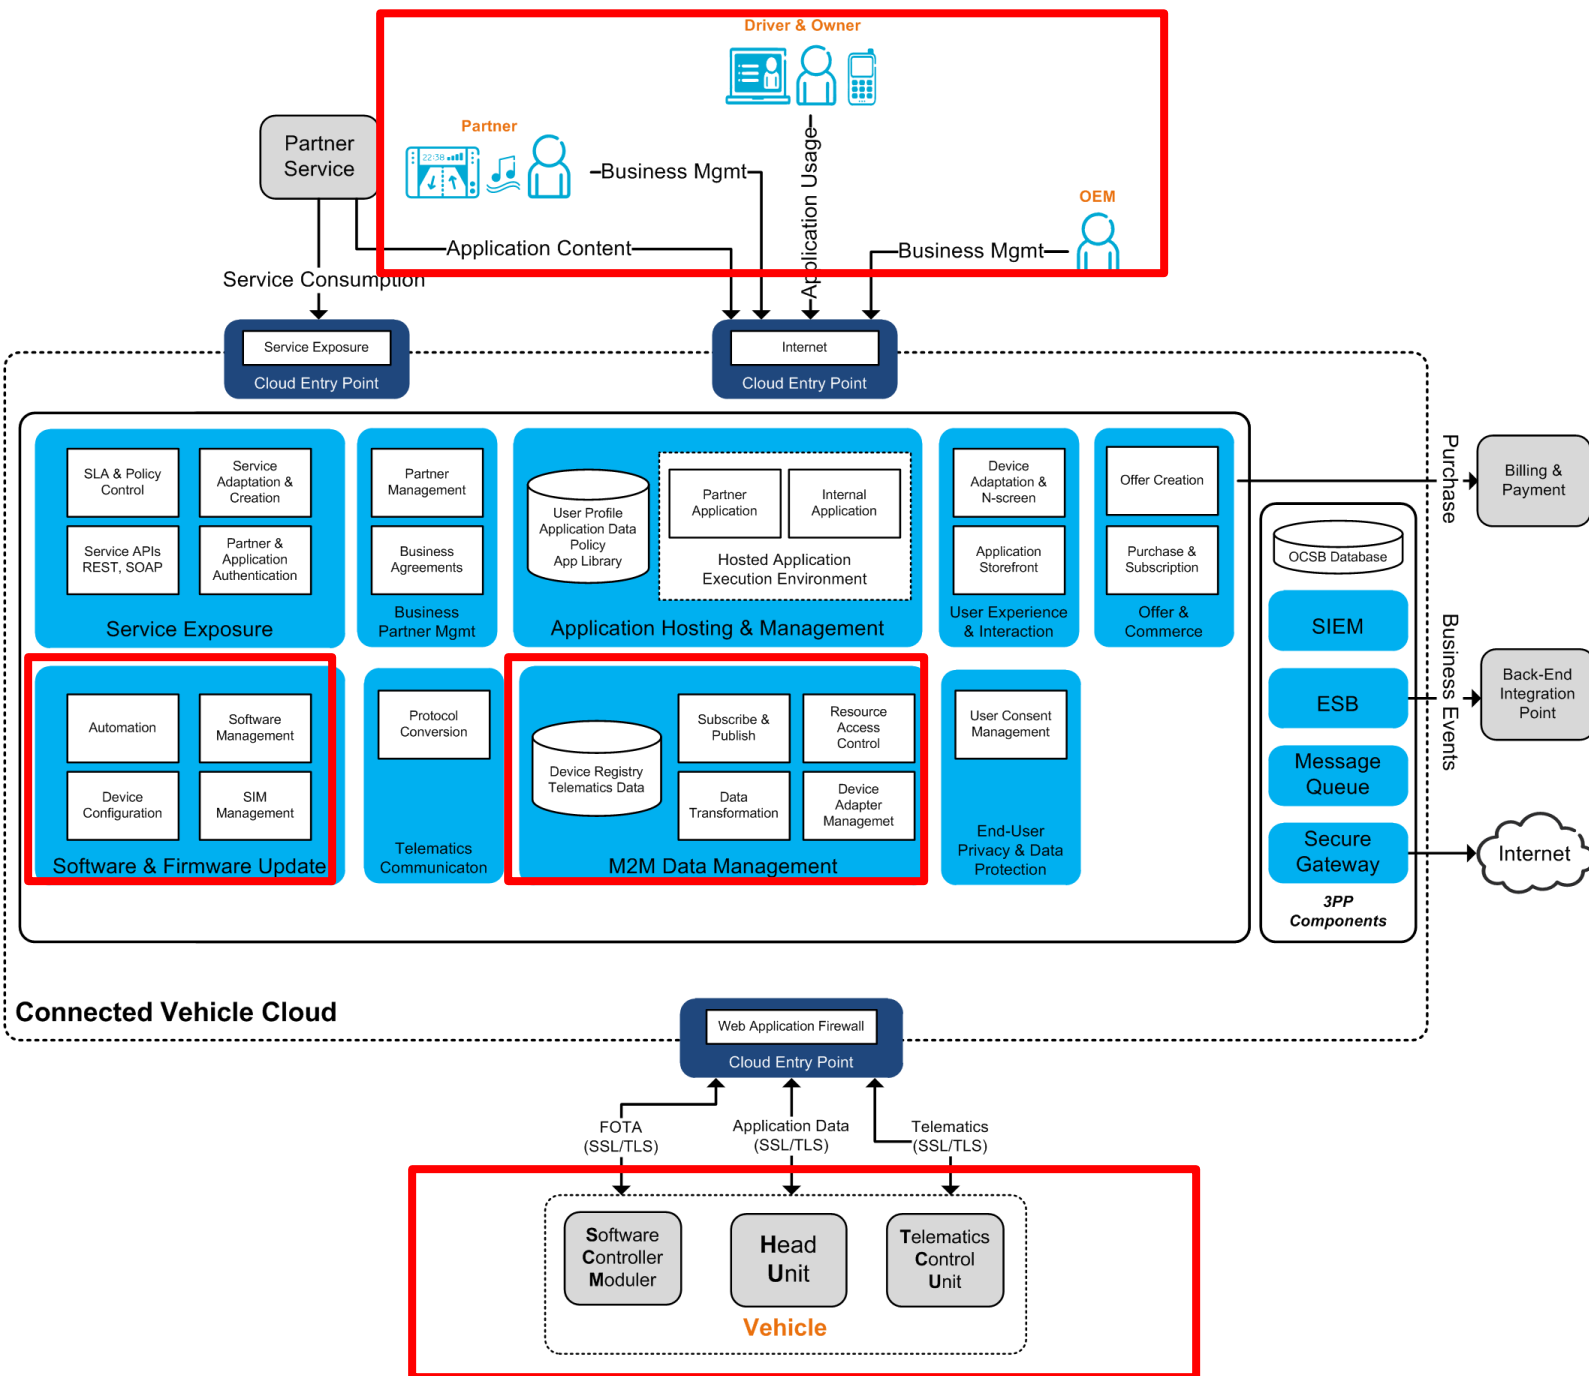 Driver & Owner
Partner
22:38
Partner
Service
Business Mgmt
Application Usage
OEM
Application Content
Business Mgmt
Service Consumption
Service Exposure
Cloud Entry Point
Internet
Cloud Entry Point
SLA & Policy
Control
Service
Adaptation &
Creation
Service APIs
REST, SOAP
Partner &
Application
Authentication
Service Exposure
Partner
Management
Business
Agreements
Business
Partner Mgmt
User Profile
Application Data
Policy
App Library
Partner
Application
Internal
Application
Hosted Application
Execution Environment
Application Hosting & Management
Device
Adaptation &
N-screen
Application
Storefront
User Experience
& Interaction
Offer Creation
Purchase &
Subscription
Offer &
Commerce
Purchase
Billing &
Payment
OCSB Database
SIEM
ESB
Message
Queue
Secure
Gateway
3PP
Components
Business Events
Back-End
Integration
Point
Internet
Automation
Software
Management
Device
Configuration
SIM
Management
Software & Firmware Update
Protocol
Conversion
Telematics
Communicaton
Device Registry
Telematics Data
Subscribe &
Publish
Resource
Access
Control
Data
Transformation
Device
Adapter
Managemet
M2M Data Management
User Consent
Management
End-User
Privacy & Data
Protection
Connected Vehicle Cloud
Web Application Firewall
Cloud Entry Point
FOTA
(SSL/TLS)
Application Data
(SSL/TLS)
Telematics
(SSL/TLS)
Software
Controller
Moduler
Head
Unit
Telematics
Control
Unit
Vehicle